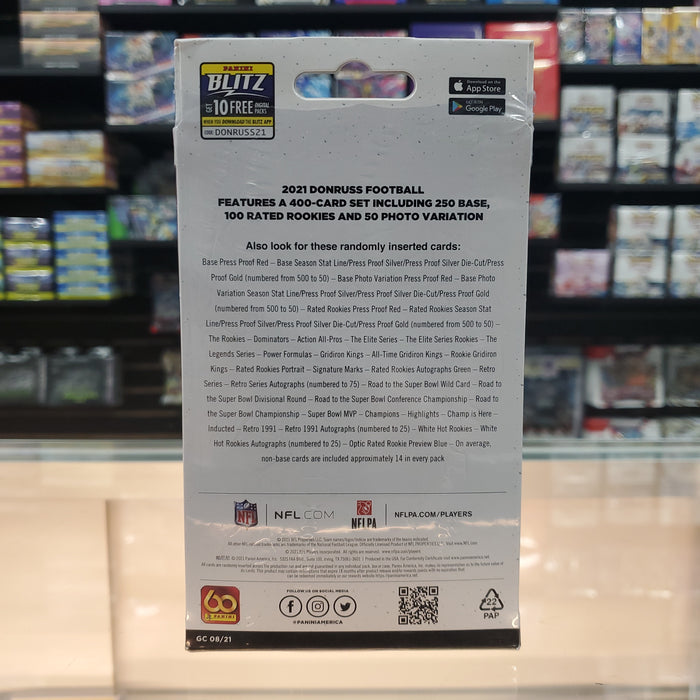 PANINI
BLITZ
GET 10 FREE DIGITAL PACKS
WHEN YOU DOWNLOAD THE BLITZ APP
CODE: DONRUSS21
Download on the
App Store
GET IT ON
Google Play
2021 DONRUSS FOOTBALL
FEATURES A 400-CARD SET INCLUDING 250 BASE,
100 RATED ROOKIES AND 50 PHOTO VARIATION
Also look for these randomly inserted cards:
Base Press Proof Red – Base Season Stat Line/Press Proof Silver/Press Proof Silver Die-Cut/Press
Proof Gold (numbered from 500 to 50) – Base Photo Variation Press Proof Red – Base Photo
Variation Season Stat Line/Press Proof Silver/Press Proof Silver Die-Cut/Press Proof Gold
(numbered from 500 to 50) – Rated Rookies Press Proof Red – Rated Rookies Season Stat
Line/Press Proof Silver/Press Proof Silver Die-Cut/Press Proof Gold (numbered from 500 to 50) –
The Rookies – Dominators – Action All-Pros – The Elite Series – The Elite Series Rookies – The
Legends Series – Power Formulas – Gridiron Kings – All-Time Gridiron Kings – Rookie Gridiron
Kings – Rated Rookies Portrait – Signature Marks – Rated Rookies Autographs Green – Retro
Series – Retro Series Autographs (numbered to 75) – Road to the Super Bowl Wild Card – Road to
the Super Bowl Divisional Round – Road to the Super Bowl Conference Championship – Road to
the Super Bowl Championship – Super Bowl MVP – Champions – Highlights – Champ is Here –
Inducted – Retro 1991 – Retro 1991 Autographs (numbered to 25) – White Hot Rookies – White
Hot Rookies Autographs (numbered to 25) – Optic Rated Rookie Preview Blue – On average,
non-base cards are included approximately 14 in every pack
NFL
NFL.COM
NFLPA
NFLPA.COM/PLAYERS
60
PANINI
FOLLOW US ON SOCIAL MEDIA
#PANINIAMERICA
22
PAP
GC 08/21